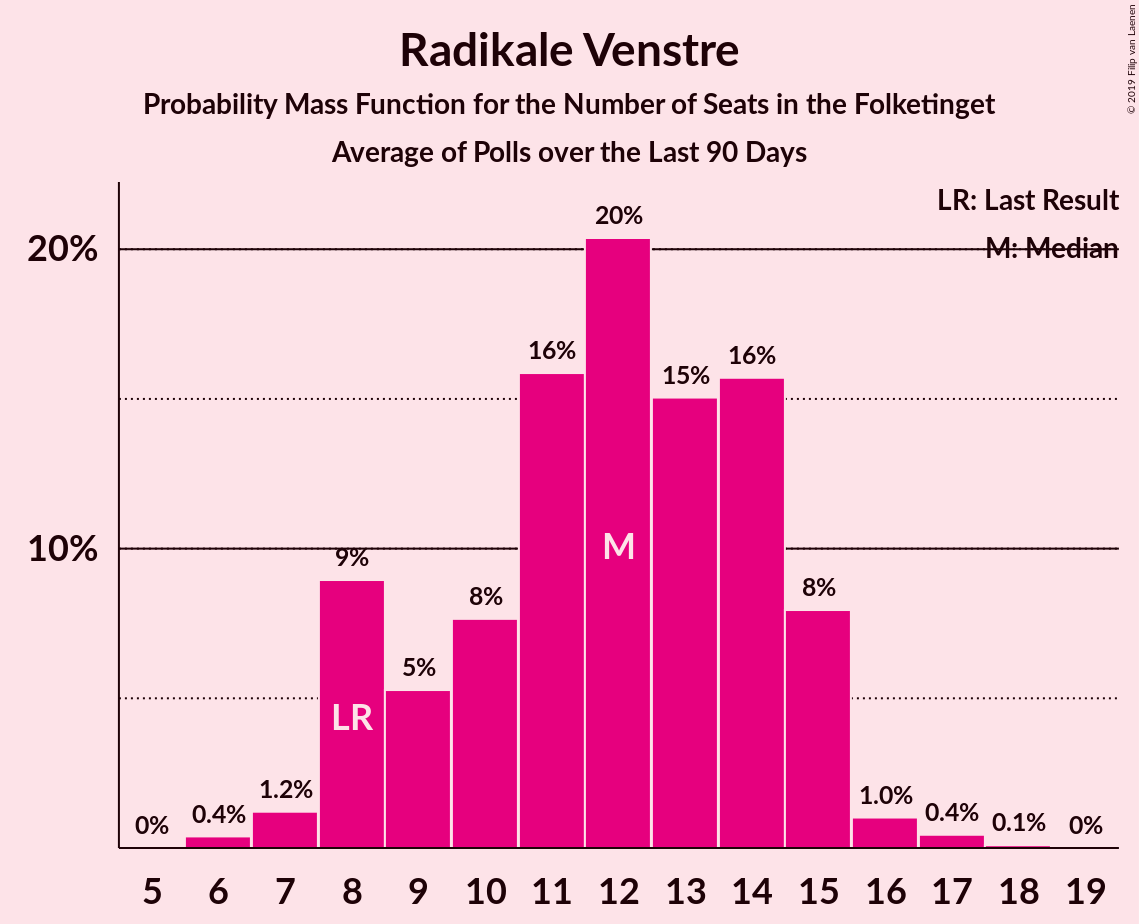 Radikale Venstre
Probability Mass Function for the Number of Seats in the Folketinget
Average of Polls over the Last 90 Days
© 2019 Filip van Laenen
LR: Last Result
M: Median
20%
10%
0%
0.4%
1.2%
9%
5%
8%
16%
20%
15%
16%
8%
1.0%
0.4%
0.1%
0%
LR
M
5 6 7 8 9 10 11 12 13 14 15 16 17 18 19